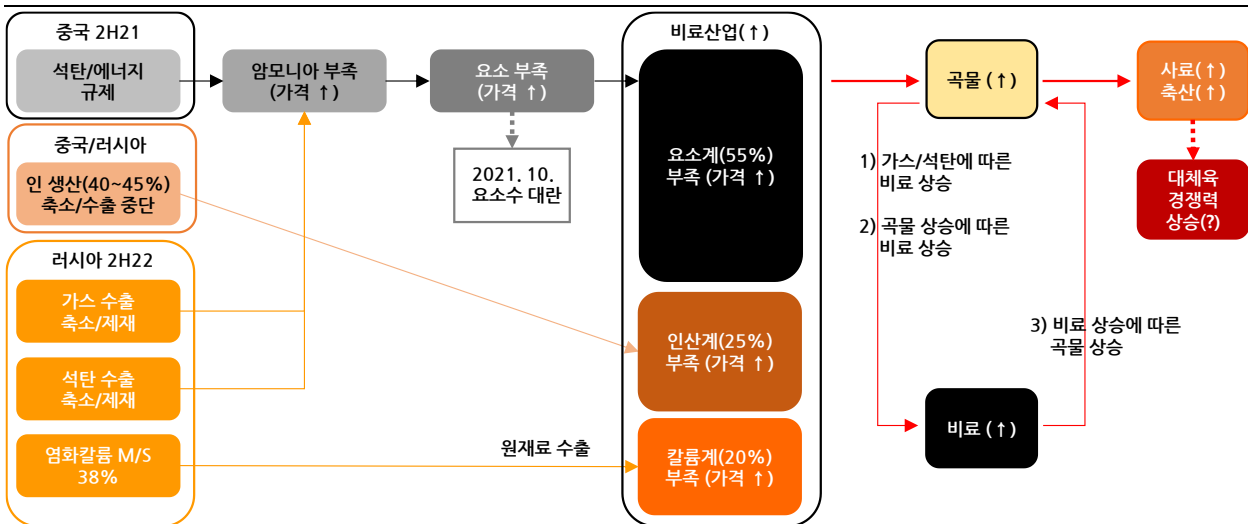 중국 2H21
석탄/에너지
규제
암모니아 부족
(가격 ↑)
요소 부족
(가격 ↑)
2021. 10.
요소수 대란
중국/러시아
인 생산(40~45%)
축소/수출 중단
러시아 2H22
가스 수출
축소/제재
석탄 수출
축소/제재
염화칼륨 M/S
38%
원재료 수출
비료산업(↑)
요소계(55%)
부족 (가격 ↑)
인산계(25%)
부족 (가격 ↑)
칼륨계(20%)
부족 (가격 ↑)
곡물 (↑)
1) 가스/석탄에 따른
비료 상승
2) 곡물 상승에 따른
비료 상승
3) 비료 상승에 따른
곡물 상승
비료 (↑)
사료(↑)
축산(↑)
대체육
경쟁력
상승(?)